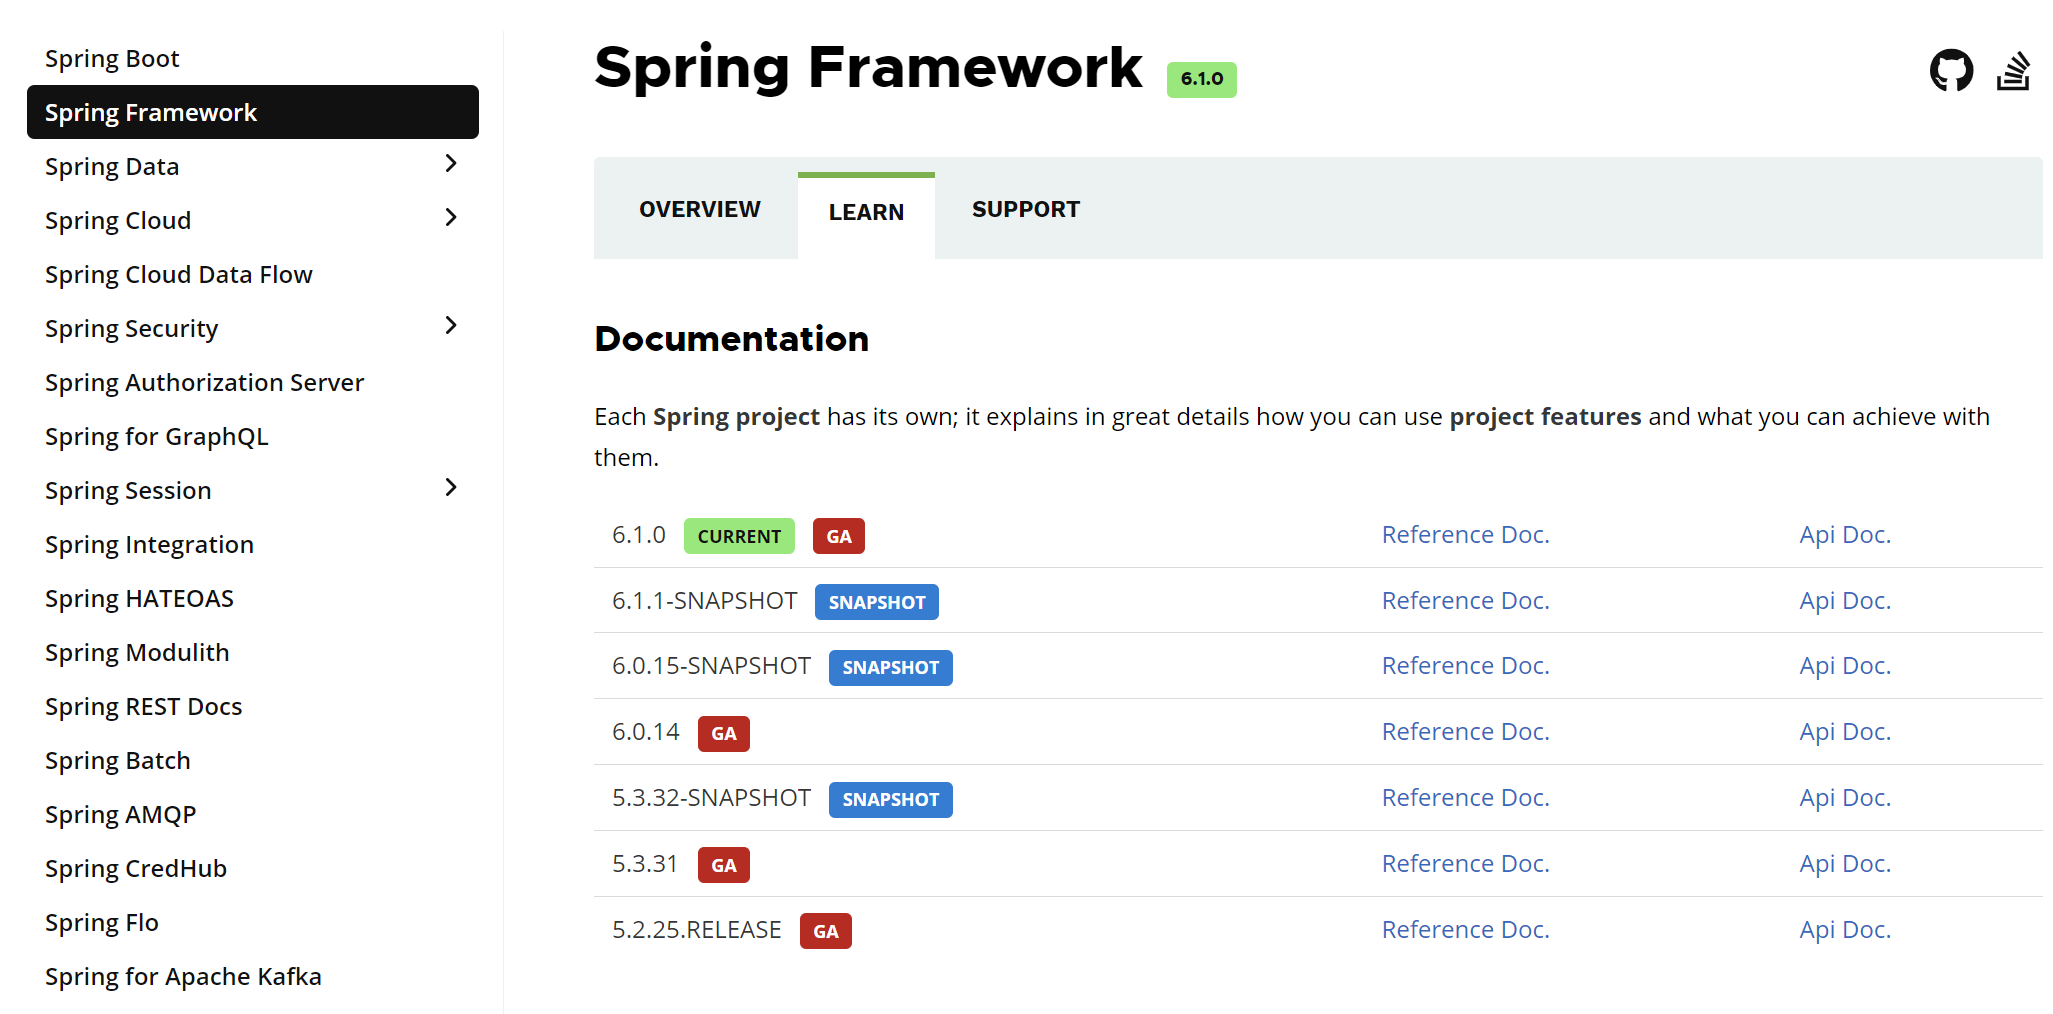 Spring Boot
Spring Framework
Spring Data
Spring Cloud
Spring Cloud Data Flow
Spring Security
Spring Authorization Server
Spring for GraphQL
Spring Session
Spring Integration
Spring HATEOAS
Spring Modulith
Spring REST Docs
Spring Batch
Spring AMQP
Spring CredHub
Spring Flo
Spring for Apache Kafka
Spring Framework 6.1.0
OVERVIEW LEARN SUPPORT
Documentation
Each Spring project has its own; it explains in great details how you can use project features and what you can achieve with
them.
6.1.0 CURRENT GA Reference Doc. Api Doc.
6.1.1-SNAPSHOT SNAPSHOT Reference Doc. Api Doc.
6.0.15-SNAPSHOT SNAPSHOT Reference Doc. Api Doc.
6.0.14 GA Reference Doc. Api Doc.
5.3.32-SNAPSHOT SNAPSHOT Reference Doc. Api Doc.
5.3.31 GA Reference Doc. Api Doc.
5.2.25.RELEASE GA Reference Doc. Api Doc.